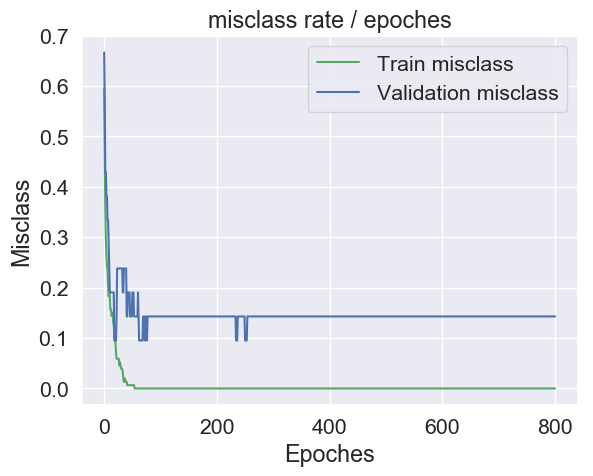 misclass rate / epoches
Train misclass
Validation misclass
Misclass
0.7
0.6
0.5
0.4
0.3
0.2
0.1
0.0
0
200
400
600
800
Epoches